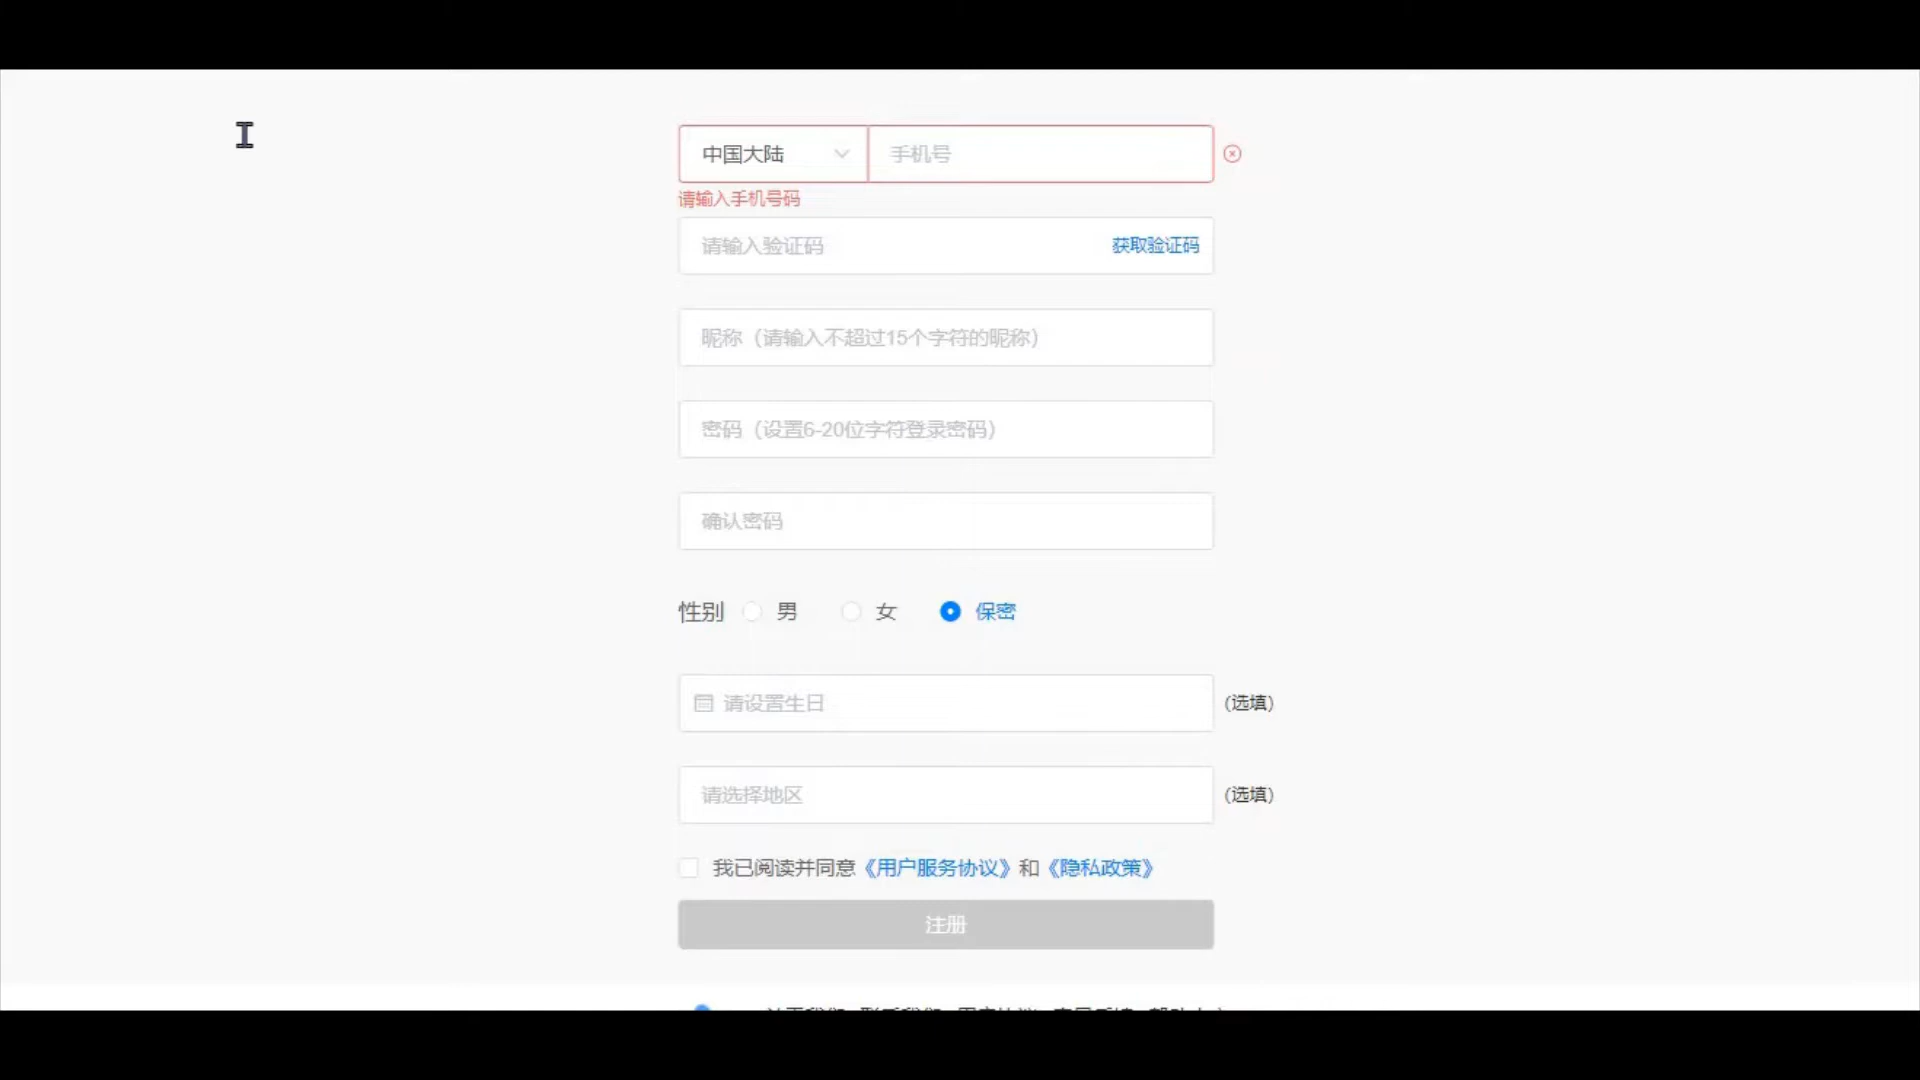 中国大陆 手机号
请输入手机号码
请输入验证码 获取验证码
昵称（请输入不超过15个字符的昵称）
密码（设置6-20位字符登录密码）
确认密码
性别 男 女 保密
请设置生日 (选填)
请选择地区 (选填)
我已阅读并同意《用户服务协议》和《隐私政策》
注册